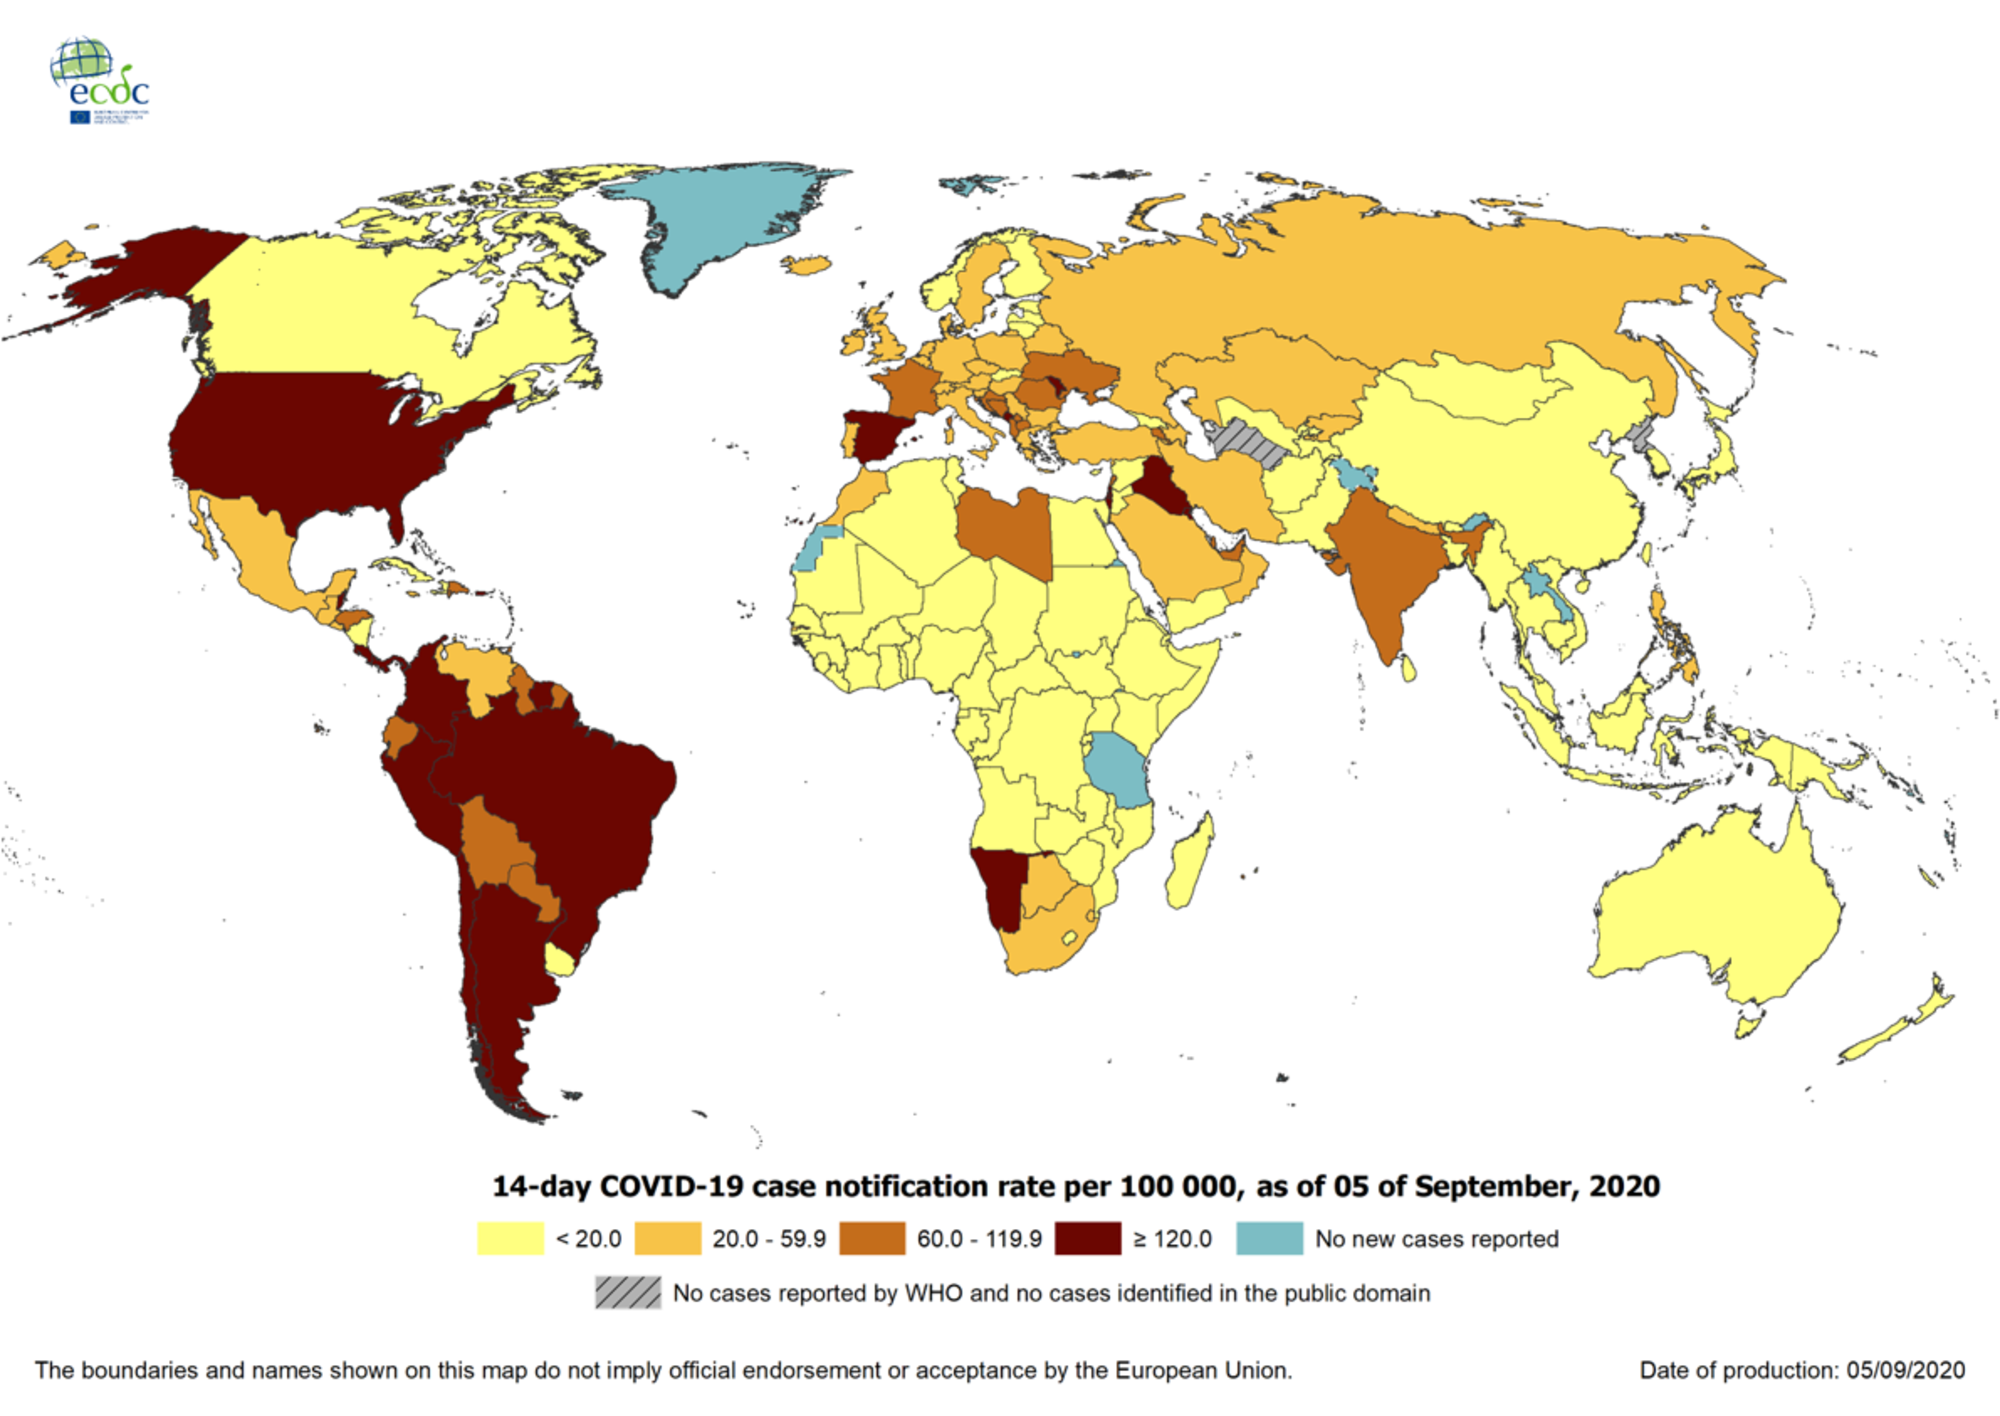 ecdc
14-day COVID-19 case notification rate per 100 000, as of 05 of September, 2020
< 20.0 20.0 - 59.9 60.0 - 119.9 ≥ 120.0 No new cases reported
No cases reported by WHO and no cases identified in the public domain
The boundaries and names shown on this map do not imply official endorsement or acceptance by the European Union. Date of production: 05/09/2020